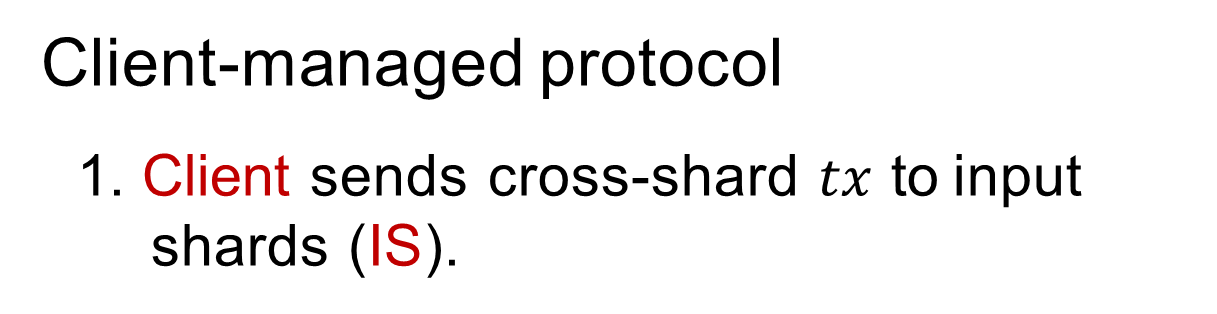 Client-managed protocol
1. Client sends cross-shard tx to input
shards (IS).